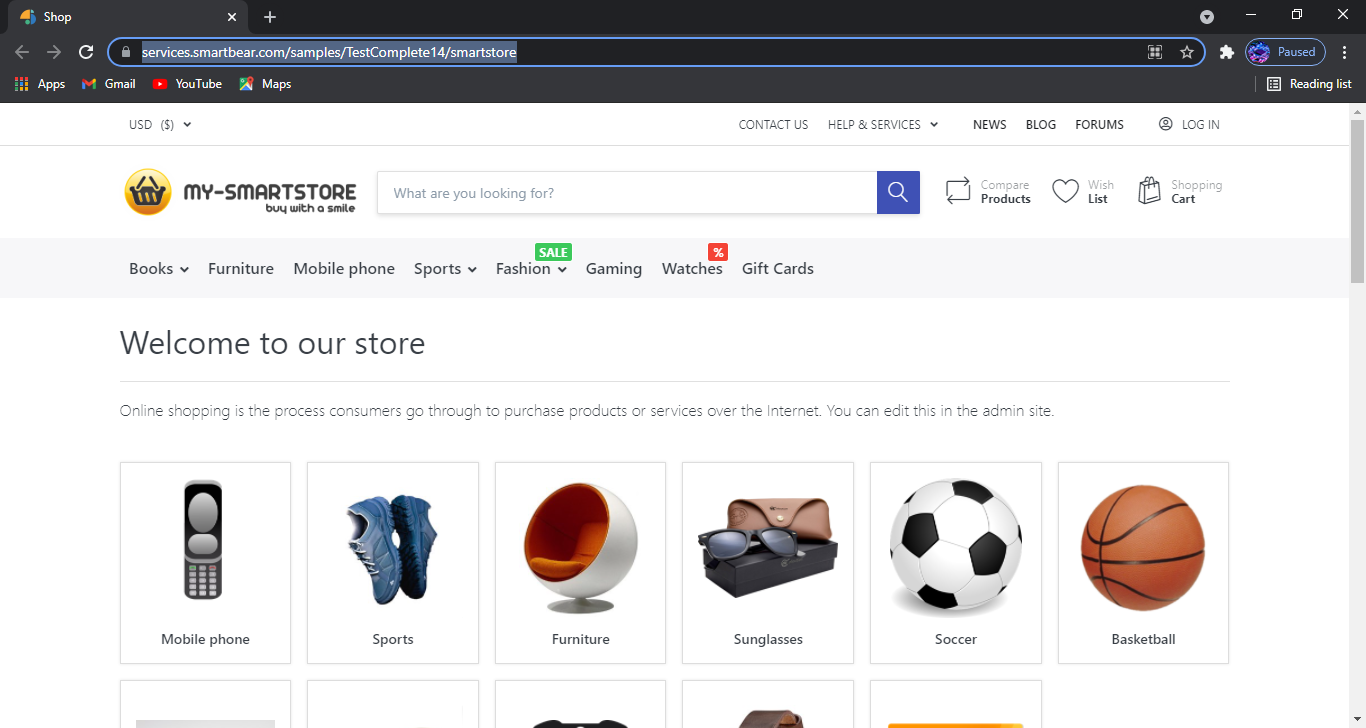 Shop
services.smartbear.com/samples/TestComplete14/smartstore
Paused
Apps Gmail YouTube Maps Reading list
USD ($) CONTACT US HELP & SERVICES NEWS BLOG FORUMS LOG IN
MY-SMARTSTORE
buy with a smile
What are you looking for?
Compare
Products
Wish
List
Shopping
Cart
SALE %
Books Furniture Mobile phone Sports Fashion Gaming Watches Gift Cards
Welcome to our store
Online shopping is the process consumers go through to purchase products or services over the Internet. You can edit this in the admin site.
Mobile phone Sports Furniture Sunglasses Soccer Basketball